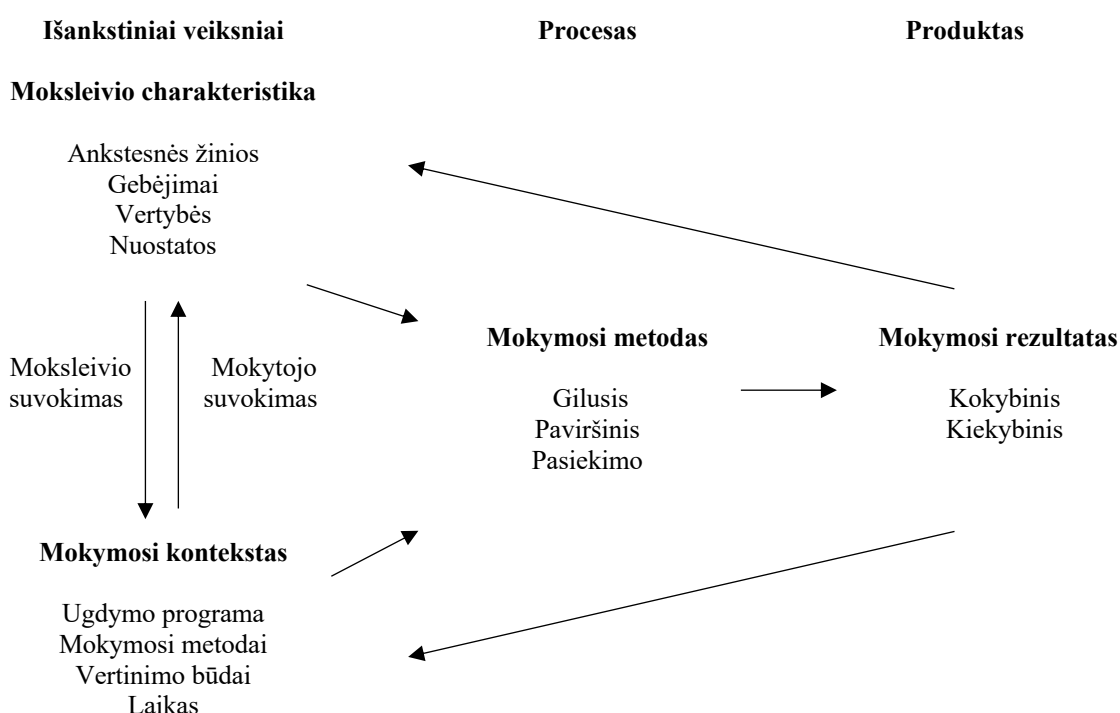 Išankstiniai veiksniai
Procesas
Produktas
Moksleivio charakteristika
Ankstesnės žinios
Gebėjimai
Vertybės
Nuostatos
Moksleivio
suvokimas
Mokytojo
suvokimas
Mokymosi metodas
Gilusis
Paviršinis
Pasiekimo
Mokymosi rezultatas
Kokybinis
Kiekybinis
Mokymosi kontekstas
Ugdymo programa
Mokymosi metodai
Vertinimo būdai
Laikas